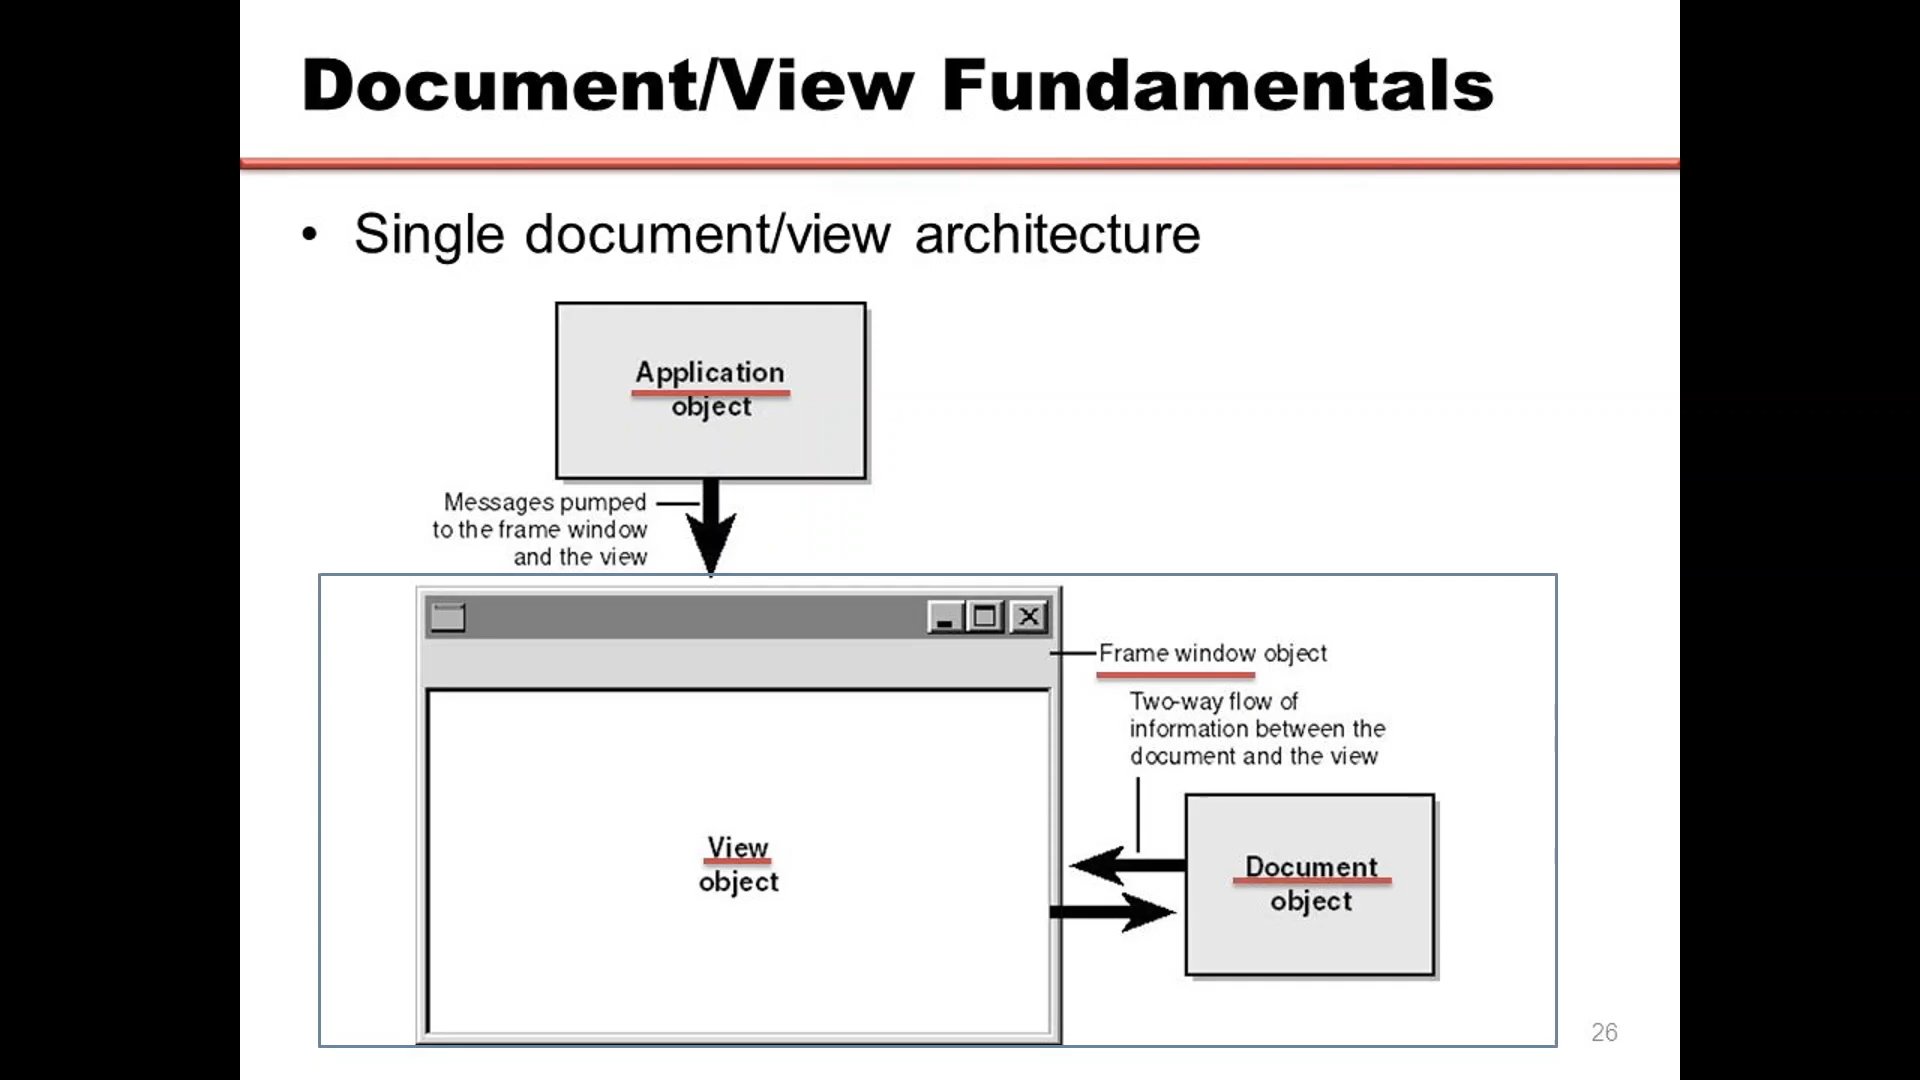 Document/View Fundamentals
• Single document/view architecture
Application
object
Messages pumped
to the frame window
and the view
Frame window object
Two-way flow of
information between the
document and the view
View
object
Document
object
26